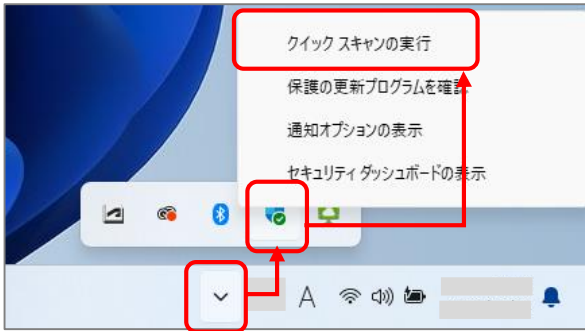 クイック スキャンの実行
保護の更新プログラムを確認
通知オプションの表示
セキュリティ ダッシュボードの表示
A